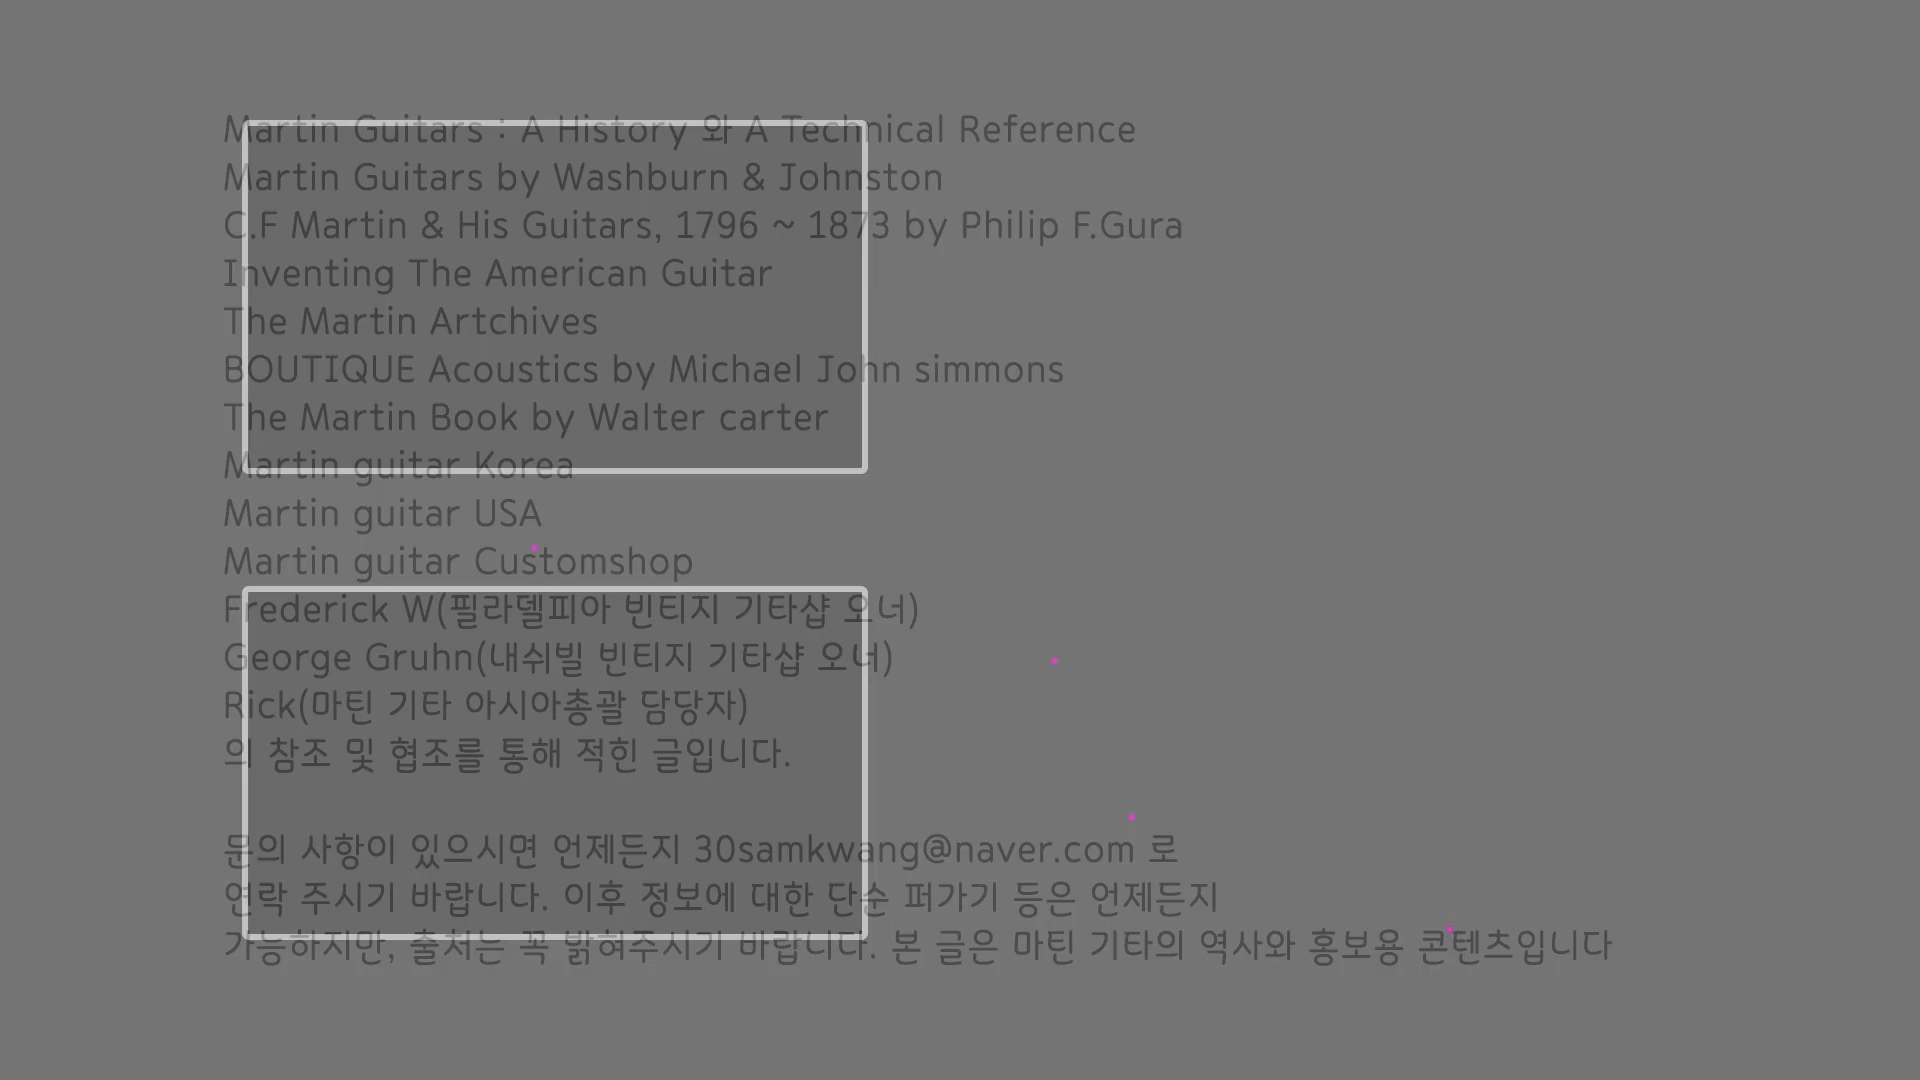 Martin Guitars : A History 와 A Technical Reference
Martin Guitars by Washburn & Johnston
C.F Martin & His Guitars, 1796 ~ 1873 by Philip F.Gura
Inventing The American Guitar
The Martin Artchives
BOUTIQUE Acoustics by Michael John simmons
The Martin Book by Walter carter
Martin guitar Korea
Martin guitar USA
Martin guitar Customshop
Frederick W(필라델피아 빈티지 기타샵 오너)
George Gruhn(내쉬빌 빈티지 기타샵 오너)
Rick(마틴 기타 아시아총괄 담당자)
의 참조 및 협조를 통해 적힌 글입니다.
문의 사항이 있으시면 언제든지 30samkwang@naver.com 로
연락 주시기 바랍니다. 이후 정보에 대한 단순 퍼가기 등은 언제든지
가능하지만, 출처는 꼭 밝혀주시기 바랍니다. 본 글은 마틴 기타의 역사와 홍보용 콘텐츠입니다